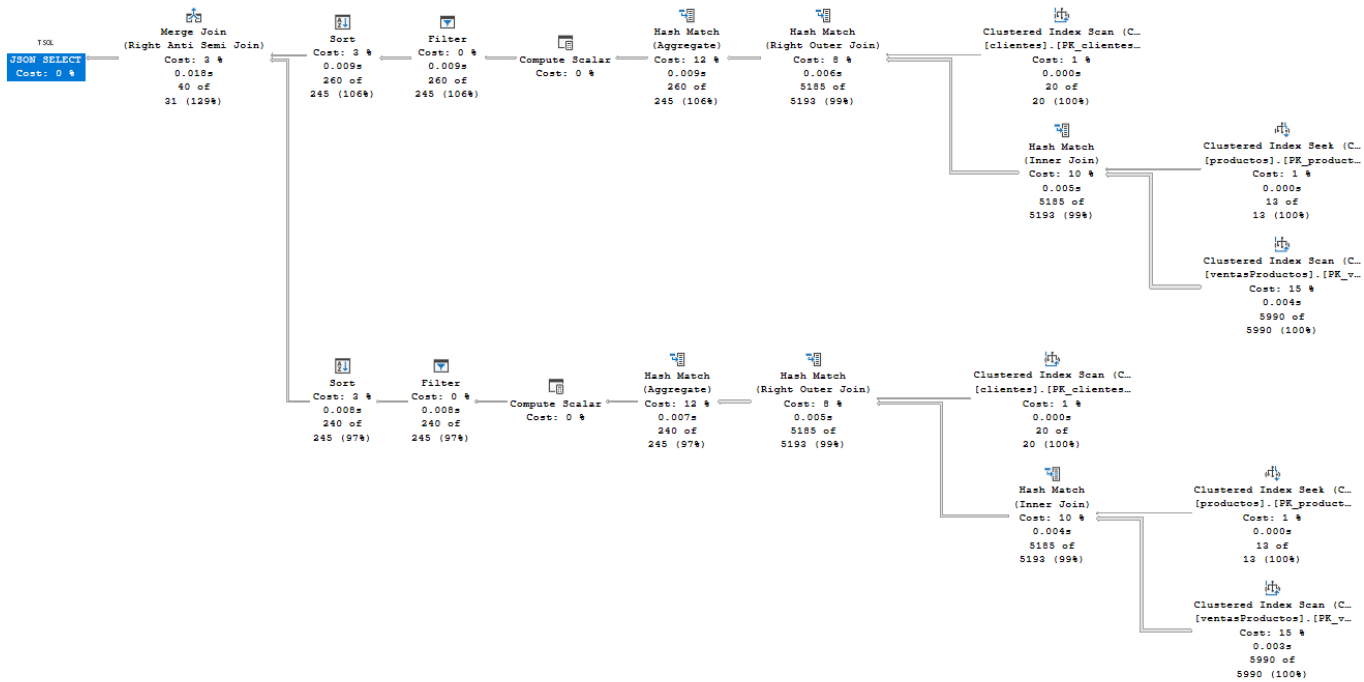 TSQL
JSON SELECT
Cost: 0 %
Merge Join
(Right Anti Semi Join)
Cost: 3 %
0.018s
40 of
31 (129%)
Sort
Cost: 3 %
0.009s
260 of
245 (106%)
Filter
Cost: 0 %
0.009s
260 of
245 (106%)
Compute Scalar
Cost: 0 %
Hash Match
(Aggregate)
Cost: 12 %
0.009s
260 of
245 (106%)
Hash Match
(Right Outer Join)
Cost: 8 %
0.006s
5185 of
5193 (99%)
Clustered Index Scan (C…
[clientes].[PK_clientes…
Cost: 1 %
0.000s
20 of
20 (100%)
Hash Match
(Inner Join)
Cost: 10 %
0.005s
5185 of
5193 (99%)
Clustered Index Seek (C…
[productos].[PK_product…
Cost: 1 %
0.000s
13 of
13 (100%)
Clustered Index Scan (C…
[ventasProductos].[PK_v…
Cost: 15 %
0.004s
5990 of
5990 (100%)
Sort
Cost: 3 %
0.008s
240 of
245 (97%)
Filter
Cost: 0 %
0.008s
240 of
245 (97%)
Compute Scalar
Cost: 0 %
Hash Match
(Aggregate)
Cost: 12 %
0.007s
240 of
245 (97%)
Hash Match
(Right Outer Join)
Cost: 8 %
0.005s
5185 of
5193 (99%)
Clustered Index Scan (C…
[clientes].[PK_clientes…
Cost: 1 %
0.000s
20 of
20 (100%)
Hash Match
(Inner Join)
Cost: 10 %
0.004s
5185 of
5193 (99%)
Clustered Index Seek (C…
[productos].[PK_product…
Cost: 1 %
0.000s
13 of
13 (100%)
Clustered Index Scan (C…
[ventasProductos].[PK_v…
Cost: 15 %
0.003s
5990 of
5990 (100%)